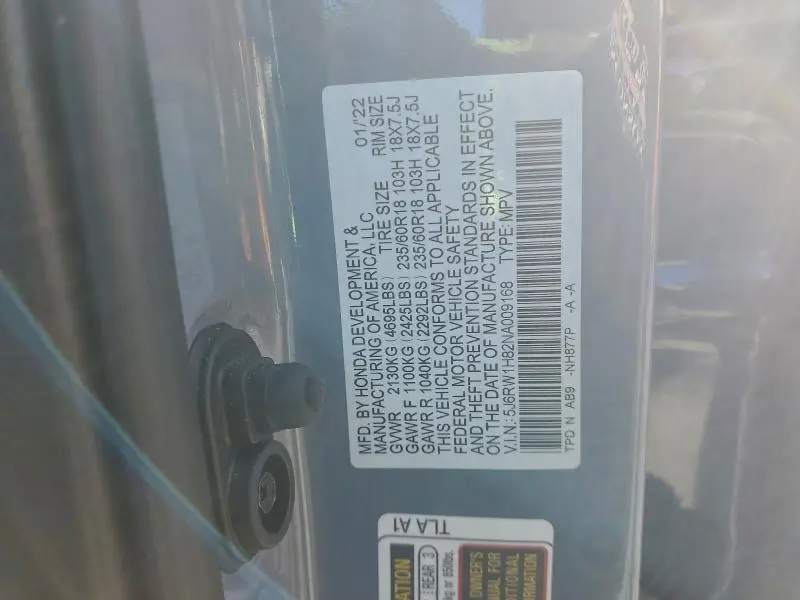 MFD. BY HONDA DEVELOPMENT &
MANUFACTURING OF AMERICA, LLC 01/'22
GVWR 2130KG (4695LBS) TIRE SIZE RIM SIZE
GAWR F 1100KG (2425LBS) 235/60R18 103H 18X7.5J
GAWR R 1040KG (2292LBS) 235/60R18 103H 18X7.5J
THIS VEHICLE CONFORMS TO ALL APPLICABLE
FEDERAL MOTOR VEHICLE SAFETY
AND THEFT PREVENTION STANDARDS IN EFFECT
ON THE DATE OF MANUFACTURE SHOWN ABOVE.
V.I.N.: 5J6RW1H82NA009168 TYPE: MPV
TPD N AB9 -NH877P -A -A
TLA A1
REAR 3
850lbs.